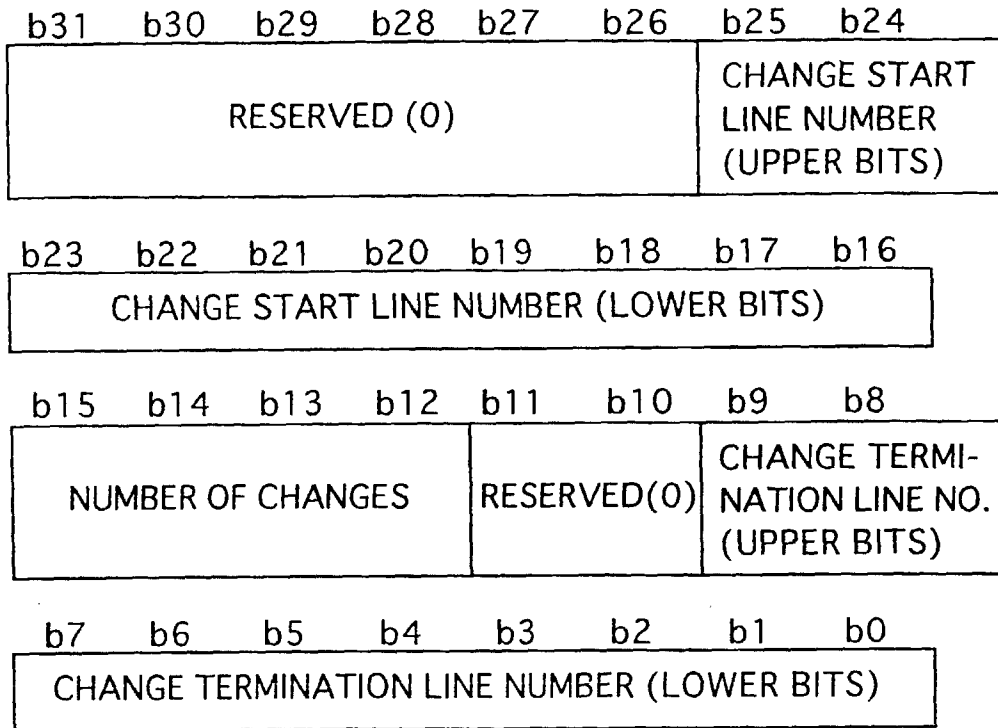 b31 b30 b29 b28 b27 b26 b25 b24
RESERVED (0)
CHANGE START
LINE NUMBER
(UPPER BITS)
b23 b22 b21 b20 b19 b18 b17 b16
CHANGE START LINE NUMBER (LOWER BITS)
b15 b14 b13 b12 b11 b10 b9 b8
NUMBER OF CHANGES
RESERVED(0)
CHANGE TERMI-
NATION LINE NO.
(UPPER BITS)
b7 b6 b5 b4 b3 b2 b1 b0
CHANGE TERMINATION LINE NUMBER (LOWER BITS)